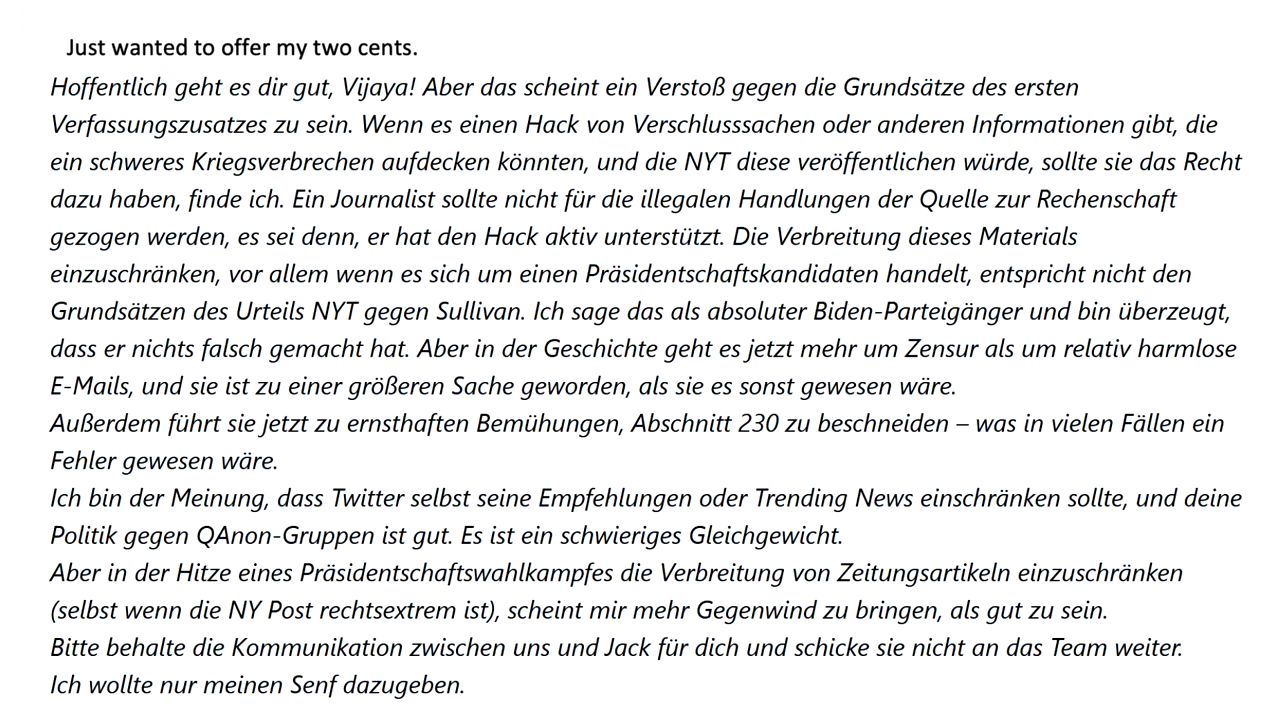 Just wanted to offer my two cents.
Hoffentlich geht es dir gut, Vijaya! Aber das scheint ein Verstoß gegen die Grundsätze des ersten
Verfassungszusatzes zu sein. Wenn es einen Hack von Verschlusssachen oder anderen Informationen gibt, die
ein schweres Kriegsverbrechen aufdecken könnten, und die NYT diese veröffentlichen würde, sollte sie das Recht
dazu haben, finde ich. Ein Journalist sollte nicht für die illegalen Handlungen der Quelle zur Rechenschaft
gezogen werden, es sei denn, er hat den Hack aktiv unterstützt. Die Verbreitung dieses Materials
einzuschränken, vor allem wenn es sich um einen Präsidentschaftskandidaten handelt, entspricht nicht den
Grundsätzen des Urteils NYT gegen Sullivan. Ich sage das als absoluter Biden-Parteigänger und bin überzeugt,
dass er nichts falsch gemacht hat. Aber in der Geschichte geht es jetzt mehr um Zensur als um relativ harmlose
E-Mails, und sie ist zu einer größeren Sache geworden, als sie es sonst gewesen wäre.
Außerdem führt sie jetzt zu ernsthaften Bemühungen, Abschnitt 230 zu beschneiden – was in vielen Fällen ein
Fehler gewesen wäre.
Ich bin der Meinung, dass Twitter selbst seine Empfehlungen oder Trending News einschränken sollte, und deine
Politik gegen QAnon-Gruppen ist gut. Es ist ein schwieriges Gleichgewicht.
Aber in der Hitze eines Präsidentschaftswahlkampfes die Verbreitung von Zeitungsartikeln einzuschränken
(selbst wenn die NY Post rechtsextrem ist), scheint mir mehr Gegenwind zu bringen, als gut zu sein.
Bitte behalte die Kommunikation zwischen uns und Jack für dich und schicke sie nicht an das Team weiter.
Ich wollte nur meinen Senf dazugeben.